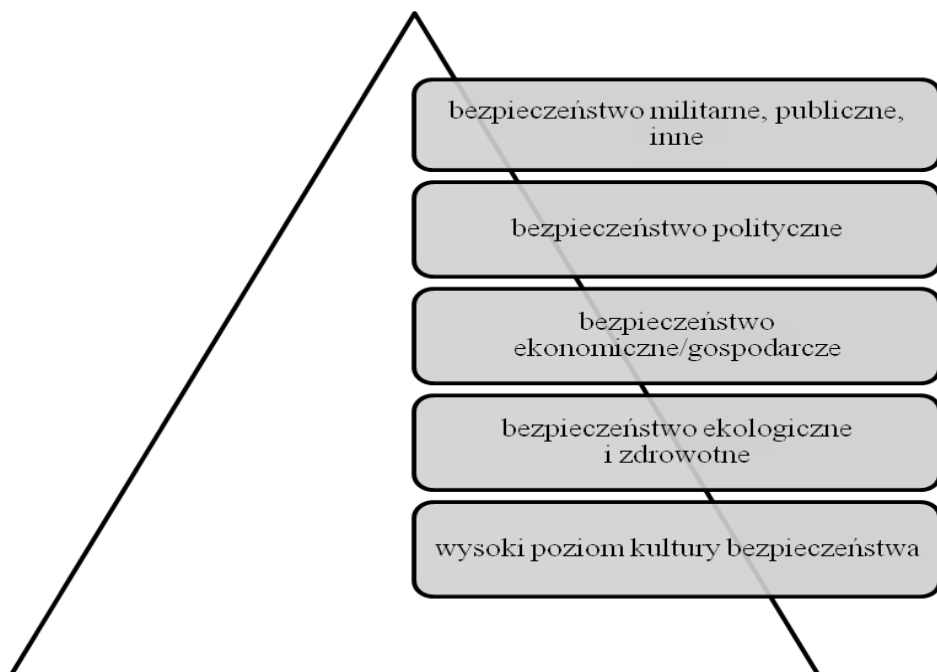 bezpieczeństwo militarne, publiczne,
inne
bezpieczeństwo polityczne
bezpieczeństwo
ekonomiczne/gospodarcze
bezpieczeństwo ekologiczne
i zdrowotne
wysoki poziom kultury bezpieczeństwa